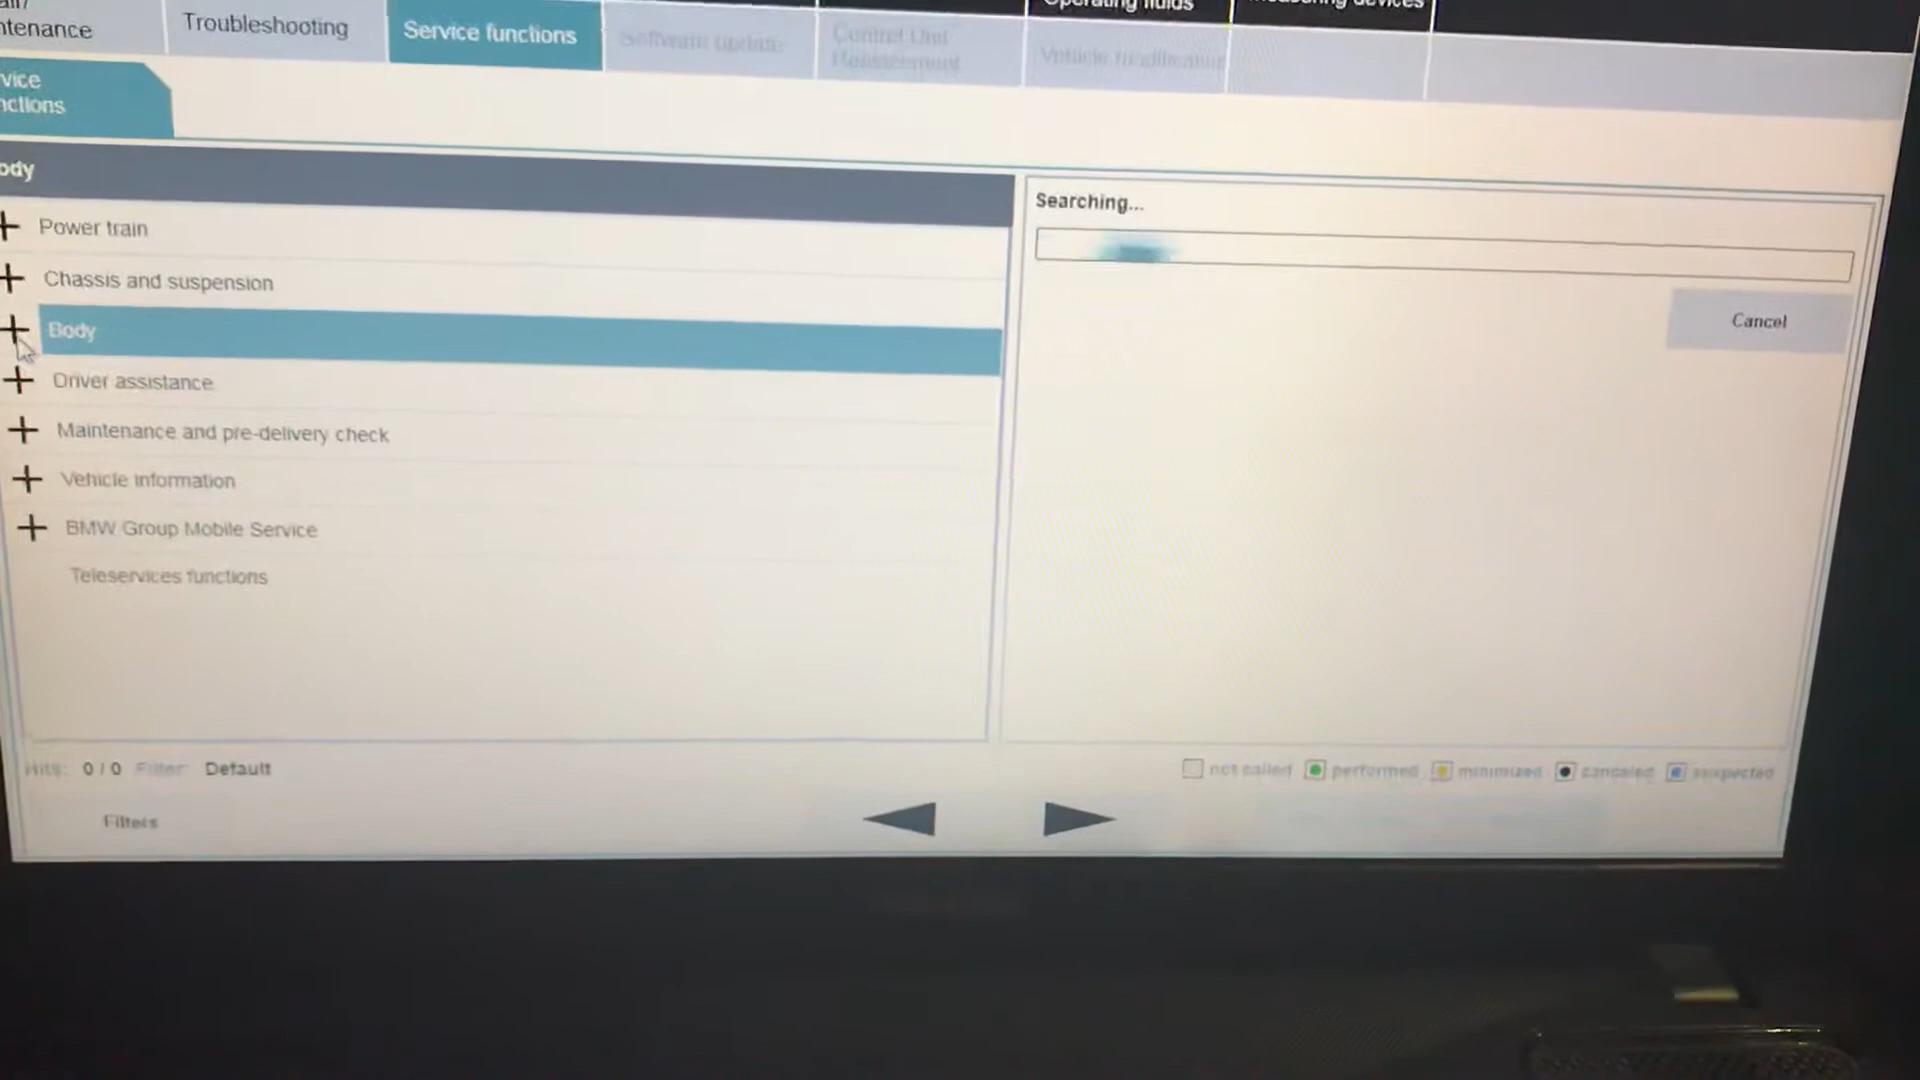 ntenance
Troubleshooting
Service functions
Software update
Control Unit
Replacement
Operating fluids
Measuring devices
Vehicle modification
vice
nctions
ody
Power train
Chassis and suspension
Body
Driver assistance
Maintenance and pre-delivery check
Vehicle information
BMW Group Mobile Service
Teleservices functions
Searching...
Cancel
Hits: 0 / 0 Filter: Default
not called performed minimized canceled suspected
Filters